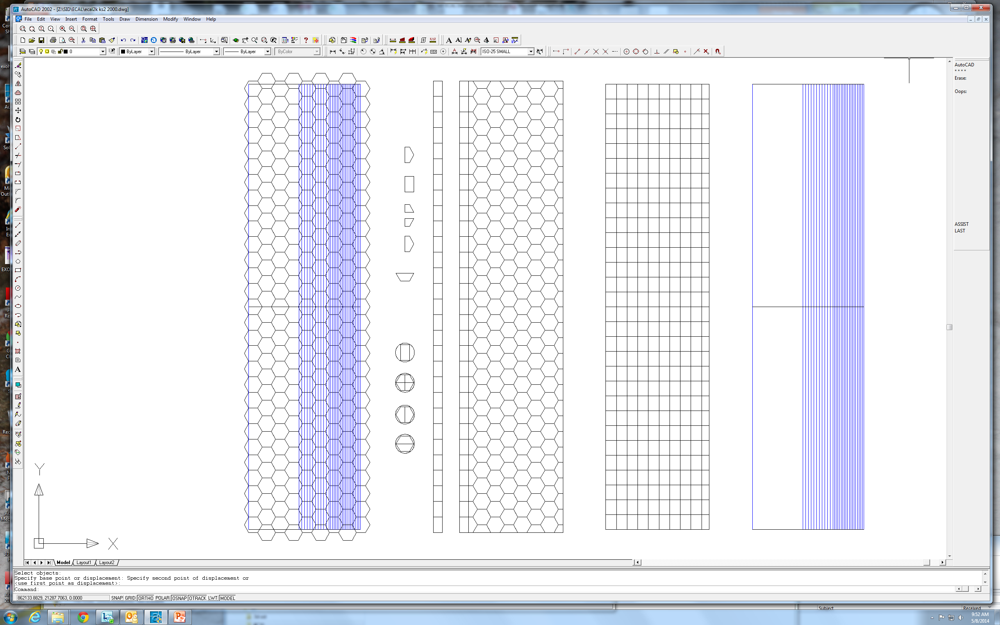 AutoCAD 2002 - [Z:\SID\ECAL\ecal2k ks2 2000.dwg]
File Edit View Insert Format Tools Draw Dimension Modify Window Help
0 ByLayer ByLayer ByLayer ByColor ISO-25 SMALL
AutoCAD
* * * *
Erase:
Oops:
ASSIST
LAST
Y
X
Model Layout1 Layout2
Select objects:
Specify base point or displacement: Specify second point of displacement or
<use first point as displacement>:
Command:
862133.8829, 21287.7063, 0.0000 SNAP GRID ORTHO POLAR OSNAP OTRACK LWT MODEL
Subject Received
9:52 AM
5/8/2014